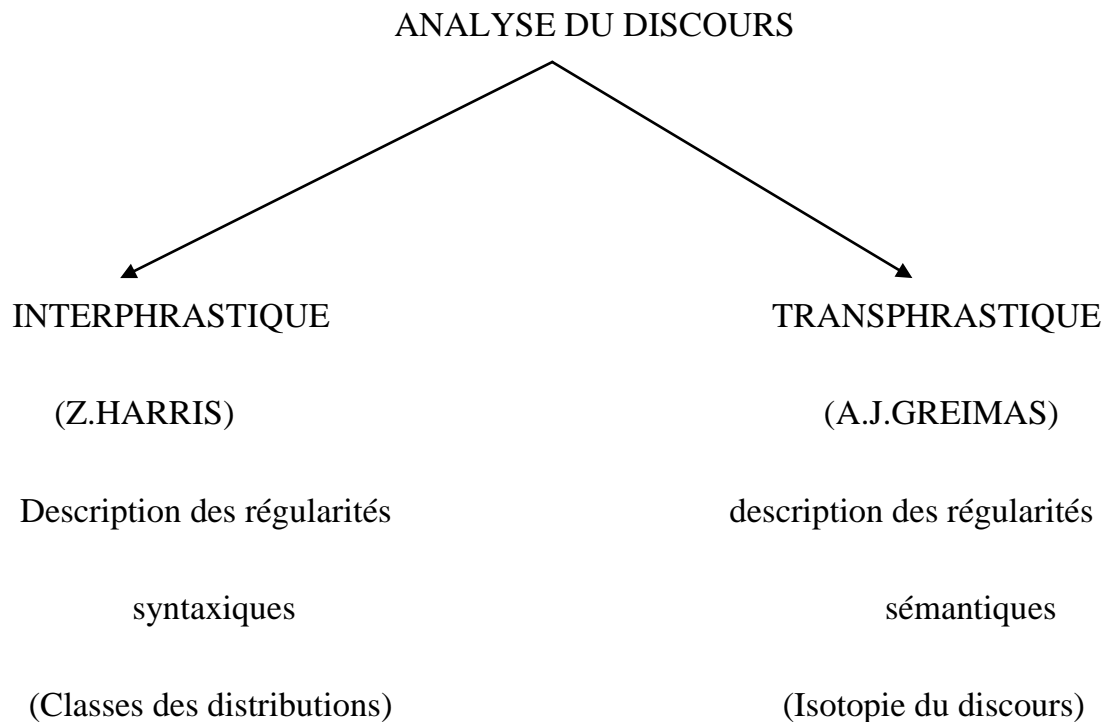 ANALYSE DU DISCOURS
INTERPHRASTIQUE
(Z.HARRIS)
Description des régularités
syntaxiques
(Classes des distributions)
TRANSPHRASTIQUE
(A.J.GREIMAS)
description des régularités
sémantiques
(Isotopie du discours)